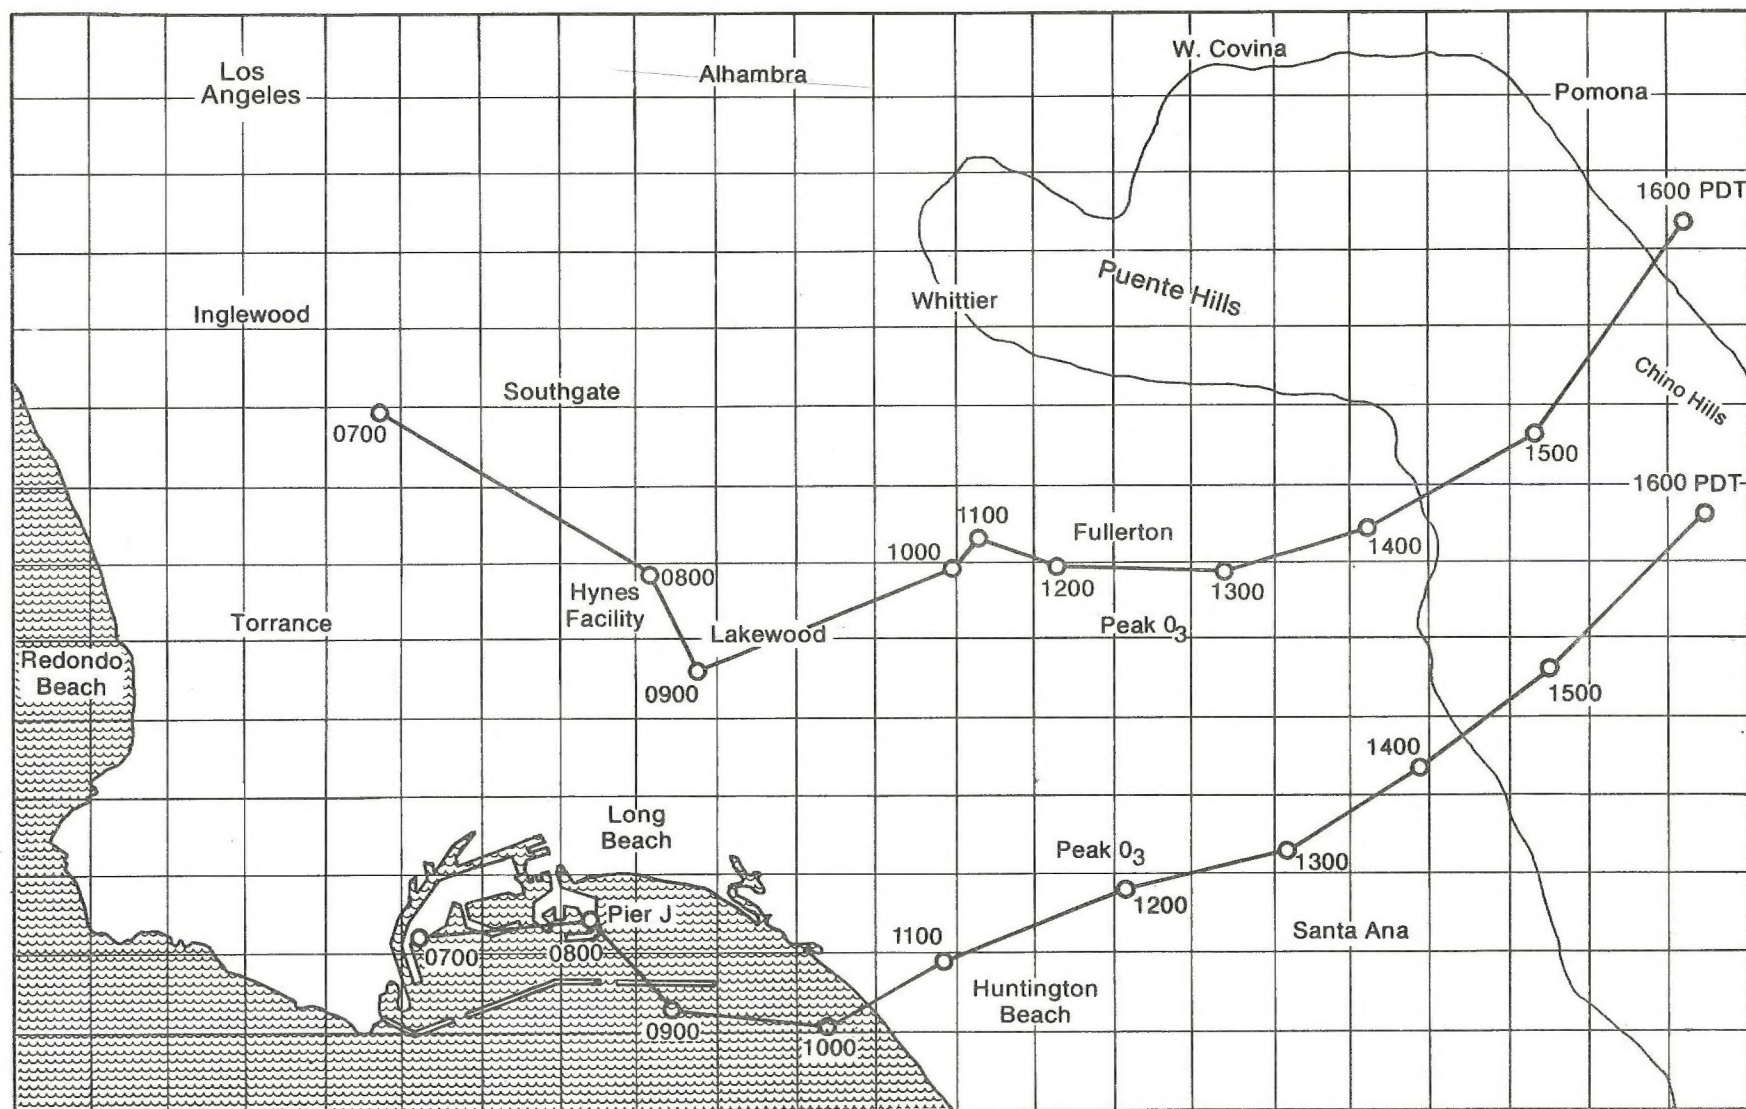 W. Covina
Los
Angeles
Alhambra
Pomona
1600 PDT
Puente Hills
Whittier
Inglewood
Chino Hills
Southgate
0700
1500
1600 PDT
1100
Fullerton
1000
1400
0800
1200
1300
Hynes
Facility
Torrance
Lakewood
Peak 03
Redondo
Beach
0900
1500
1400
Long
Beach
Peak 03
1300
1200
Pier J
Santa Ana
1100
0700
0800
Huntington
Beach
0900
1000